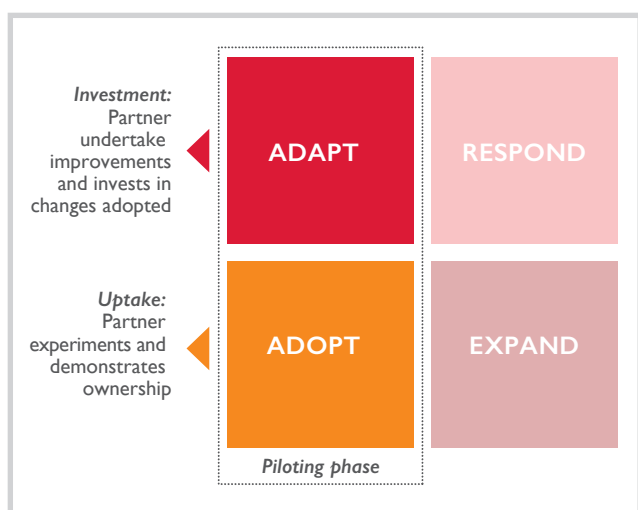 Investment:
Partner
undertake
improvements
and invests in
changes adopted
ADAPT
RESPOND
Uptake:
Partner
experiments and
demonstrates
ownership
ADOPT
EXPAND
Piloting phase